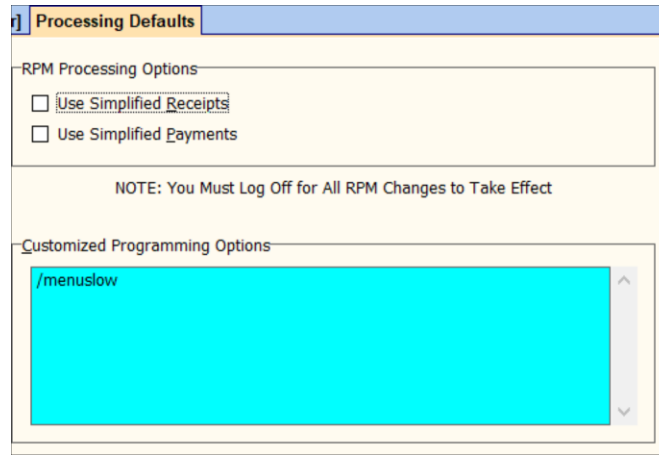 r] Processing Defaults
RPM Processing Options
Use Simplified Receipts
Use Simplified Payments
NOTE: You Must Log Off for All RPM Changes to Take Effect
Customized Programming Options
/menuslow